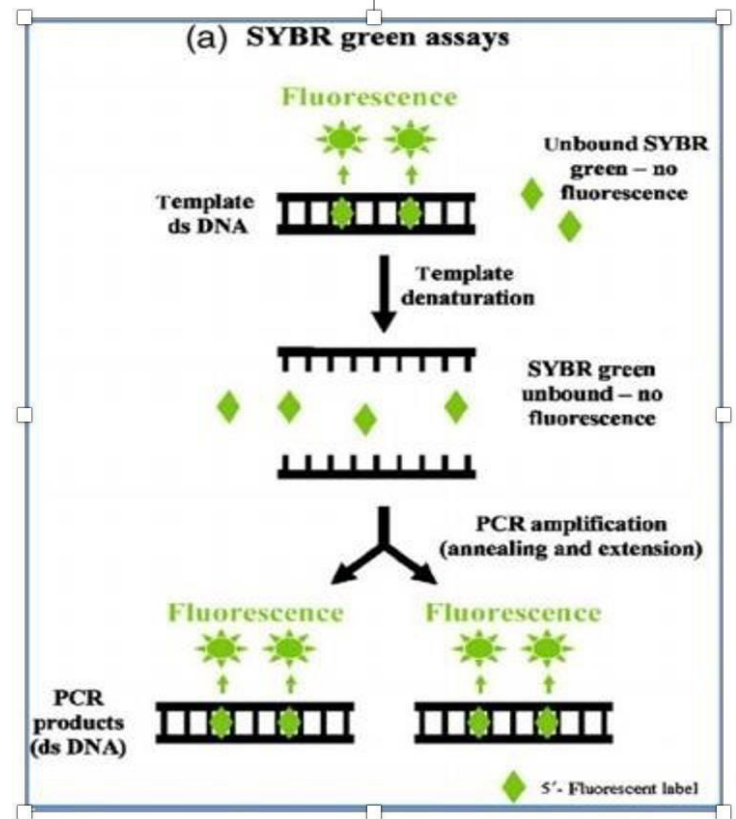 (a) SYBR green assays
Fluorescence
Unbound SYBR
green – no
fluorescence
Template
ds DNA
Template
denaturation
SYBR green
unbound – no
fluorescence
PCR amplification
(annealing and extension)
Fluorescence
Fluorescence
PCR
products
(ds DNA)
5´- Fluorescent label